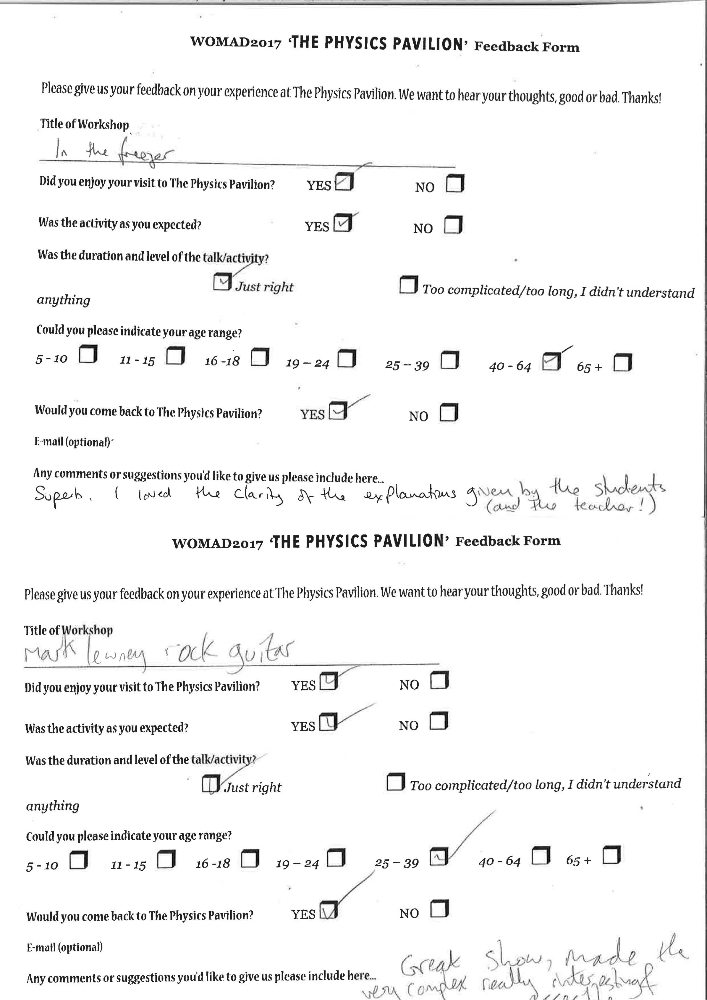 WOMAD2017 ‘THE PHYSICS PAVILION’ Feedback Form
Please give us your feedback on your experience at The Physics Pavilion. We want to hear your thoughts, good or bad. Thanks!
Title of Workshop
In the freezer
Did you enjoy your visit to The Physics Pavilion? YES NO
Was the activity as you expected? YES NO
Was the duration and level of the talk/activity?
Just right Too complicated/too long, I didn't understand
anything
Could you please indicate your age range?
5 - 10 11 - 15 16 -18 19 – 24 25 – 39 40 - 64 65 +
Would you come back to The Physics Pavilion? YES NO
E-mail (optional)
Any comments or suggestions you'd like to give us please include here...
Superb. I loved the clarity of the explanations given by the students
(and the teacher!)
WOMAD2017 ‘THE PHYSICS PAVILION’ Feedback Form
Please give us your feedback on your experience at The Physics Pavilion. We want to hear your thoughts, good or bad. Thanks!
Title of Workshop
Mark lewney rock guitar
Did you enjoy your visit to The Physics Pavilion? YES NO
Was the activity as you expected? YES NO
Was the duration and level of the talk/activity?
Just right Too complicated/too long, I didn't understand
anything
Could you please indicate your age range?
5 - 10 11 - 15 16 -18 19 – 24 25 – 39 40 - 64 65 +
Would you come back to The Physics Pavilion? YES NO
E-mail (optional)
Any comments or suggestions you'd like to give us please include here...
Great show, made the
very complex really interesting &